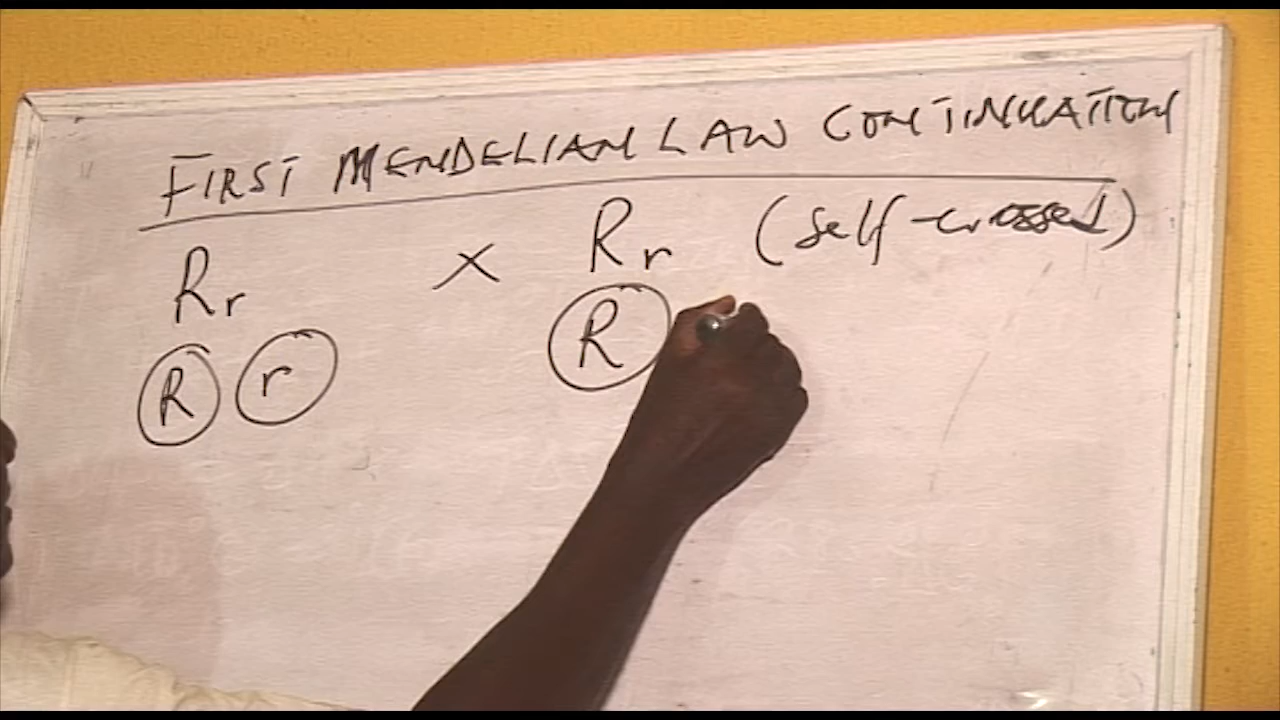 FIRST MENDELIAN LAW CONTINUATION
Rr × Rr (self-crossed)
R r R